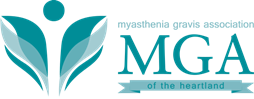 myasthenia gravis association
MGA
of the heartland